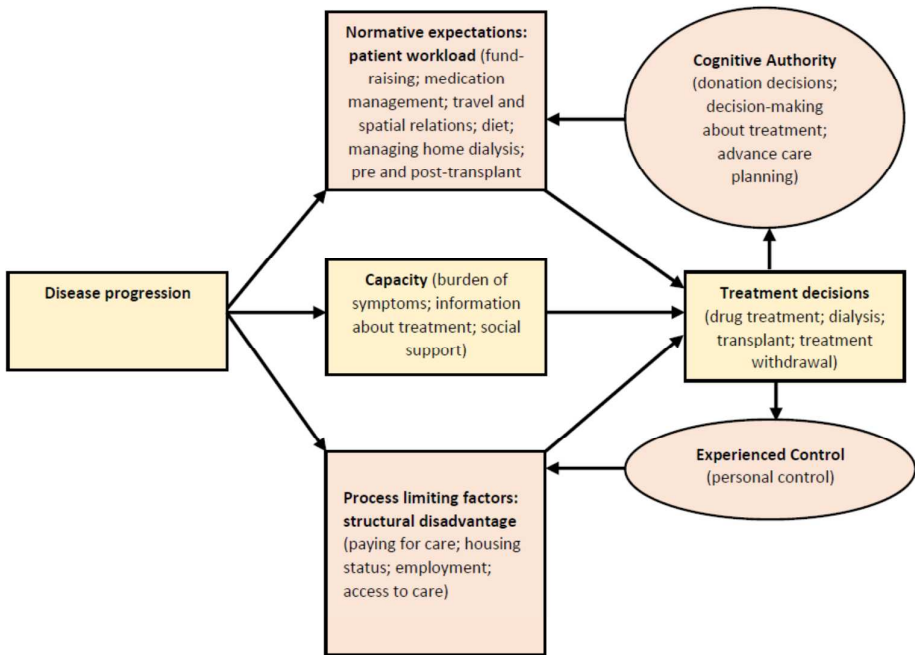 Normative expectations:
patient workload (fund-
raising; medication
management; travel and
spatial relations; diet;
managing home dialysis;
pre and post-transplant
Cognitive Authority
(donation decisions;
decision-making
about treatment;
advance care
planning)
Disease progression
Capacity (burden of
symptoms; information
about treatment; social
support)
Treatment decisions
(drug treatment; dialysis;
transplant; treatment
withdrawal)
Experienced Control
(personal control)
Process limiting factors:
structural disadvantage
(paying for care; housing
status; employment;
access to care)